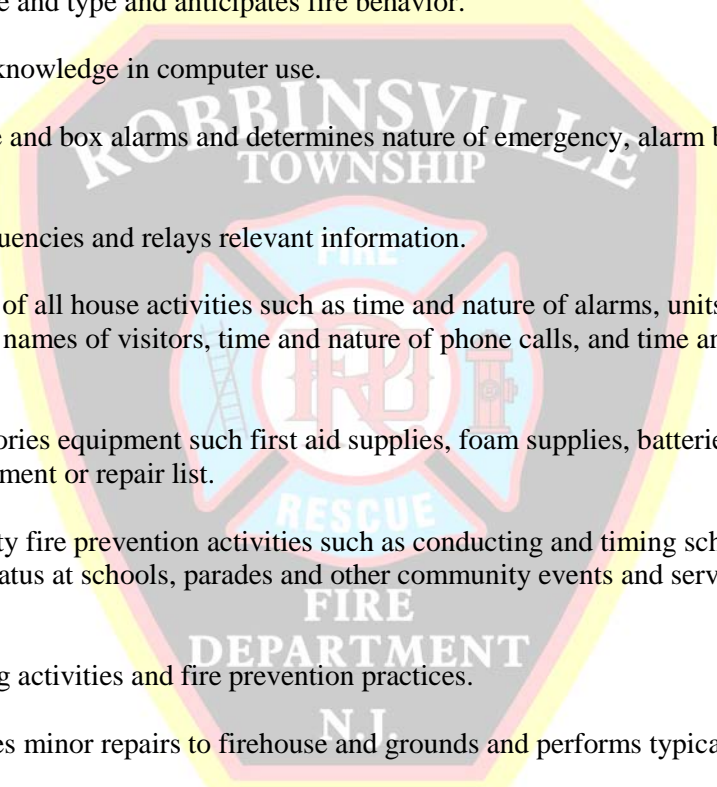 e and type and anticipates fire behavior.
knowledge in computer use.
ROBBINSVILLE
e and box alarms and determines nature of emergency, alarm b
TOWNSHIP
FIRE
uencies and relays relevant information.
of all house activities such as time and nature of alarms, units
names of visitors, time and nature of phone calls, and time an
ories equipment such first aid supplies, foam supplies, batterie
ment or repair list.
RESCUE
ty fire prevention activities such as conducting and timing sch
atus at schools, parades and other community events and serv
FIRE
DEPARTMENT
g activities and fire prevention practices.
N.J.
es minor repairs to firehouse and grounds and performs typica